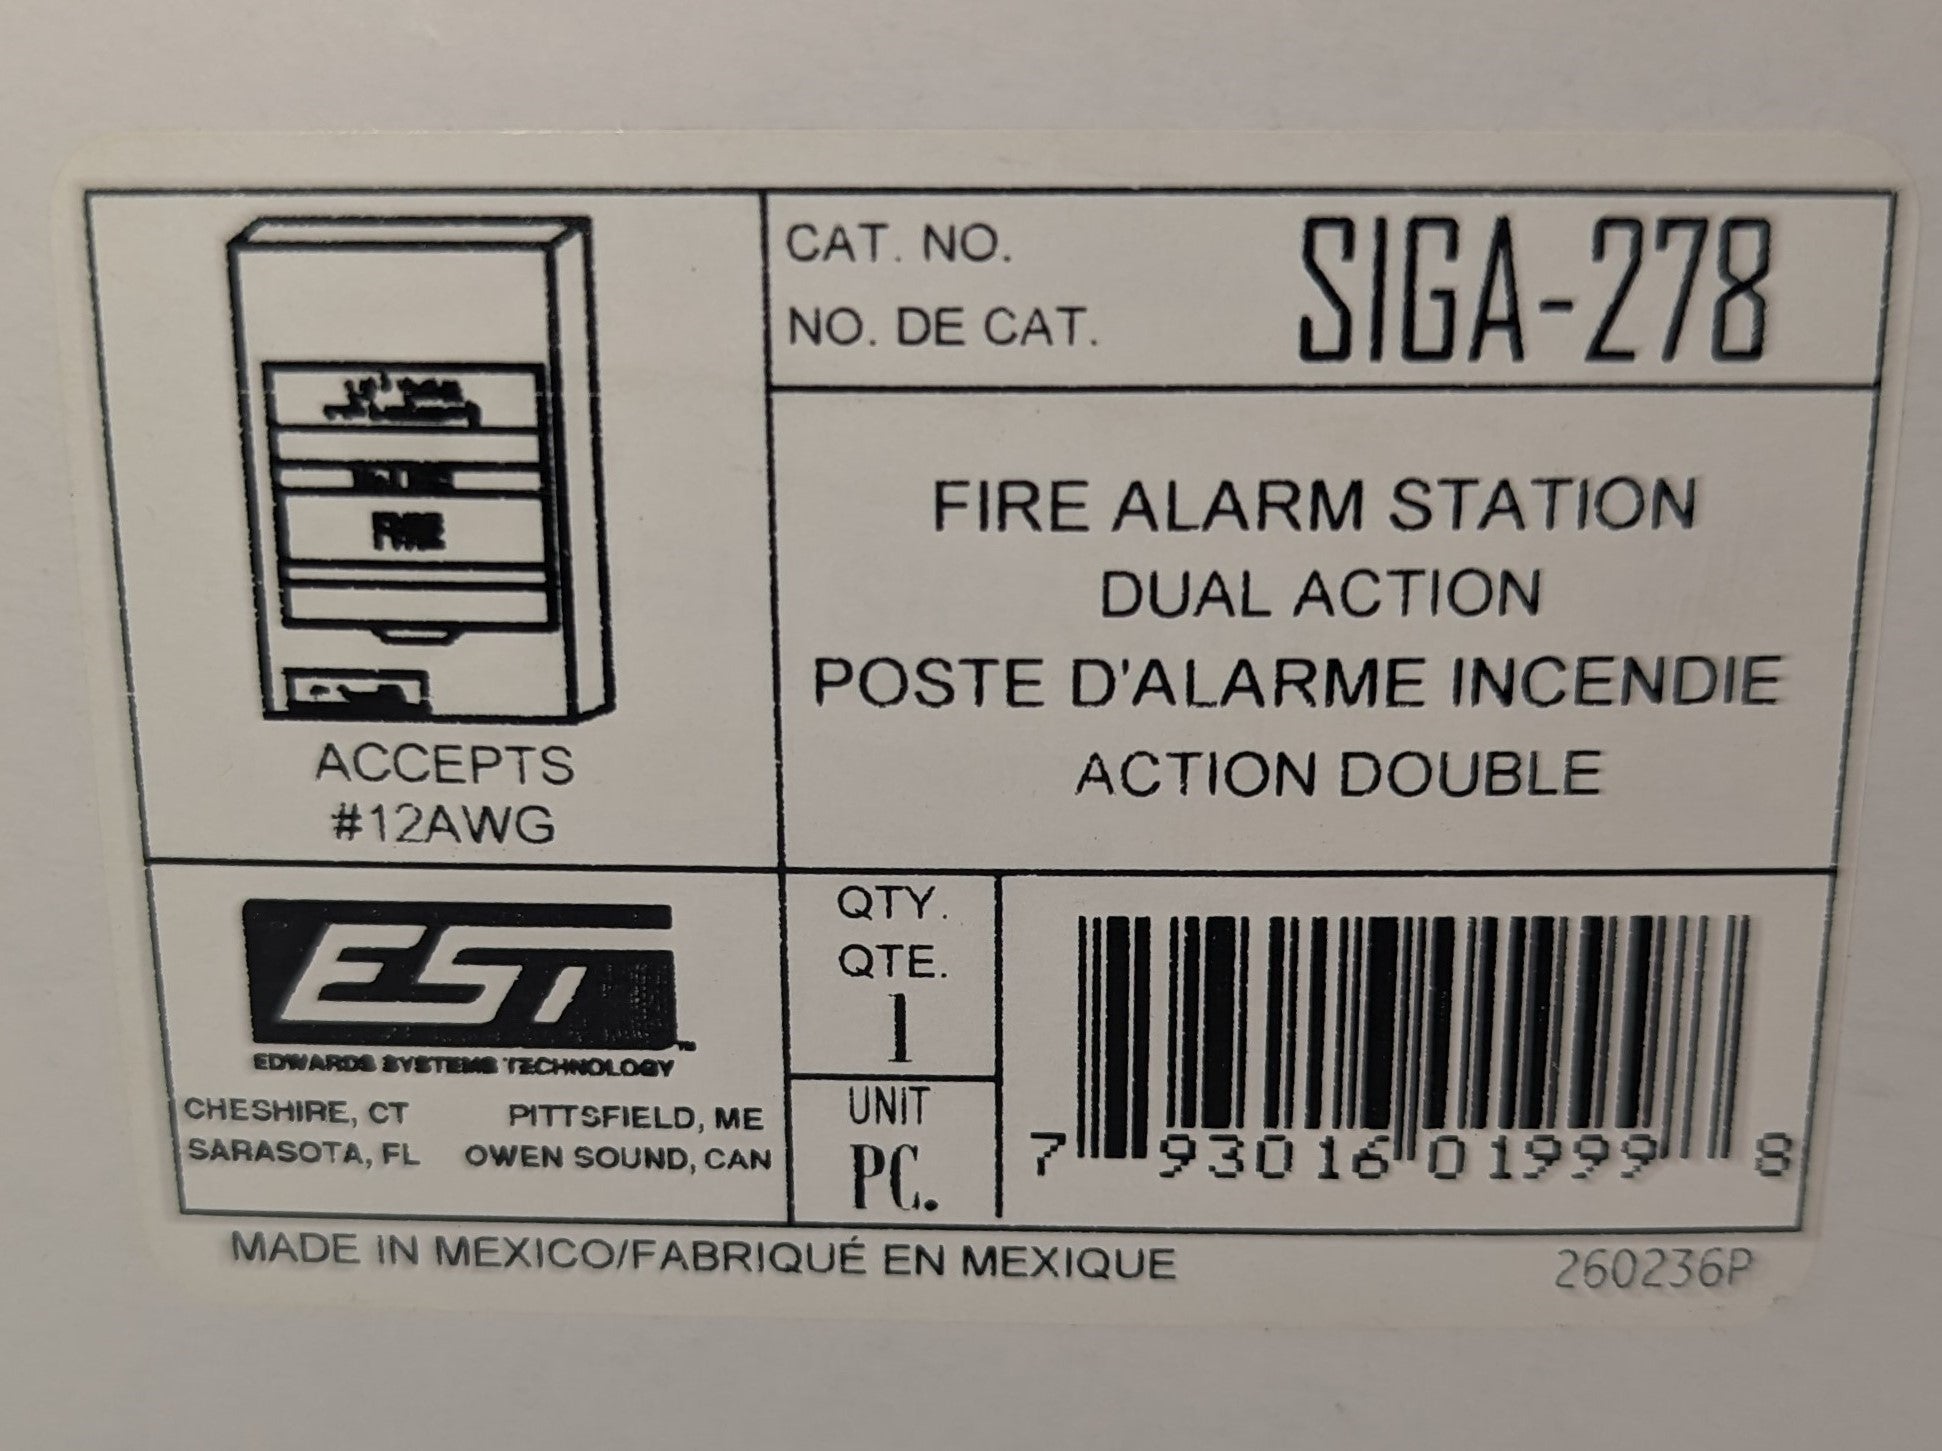 CAT. NO.
NO. DE CAT.
SIGA-278
FIRE
ACCEPTS
#12AWG
FIRE ALARM STATION
DUAL ACTION
POSTE D'ALARME INCENDIE
ACTION DOUBLE
EST
EDWARDS SYSTEMS TECHNOLOGY
CHESHIRE, CT PITTSFIELD, ME
SARASOTA, FL OWEN SOUND, CAN
QTY.
QTE.
1
UNIT
PC.
7 93016 01999 8
MADE IN MEXICO/FABRIQUÉ EN MEXIQUE
260236P